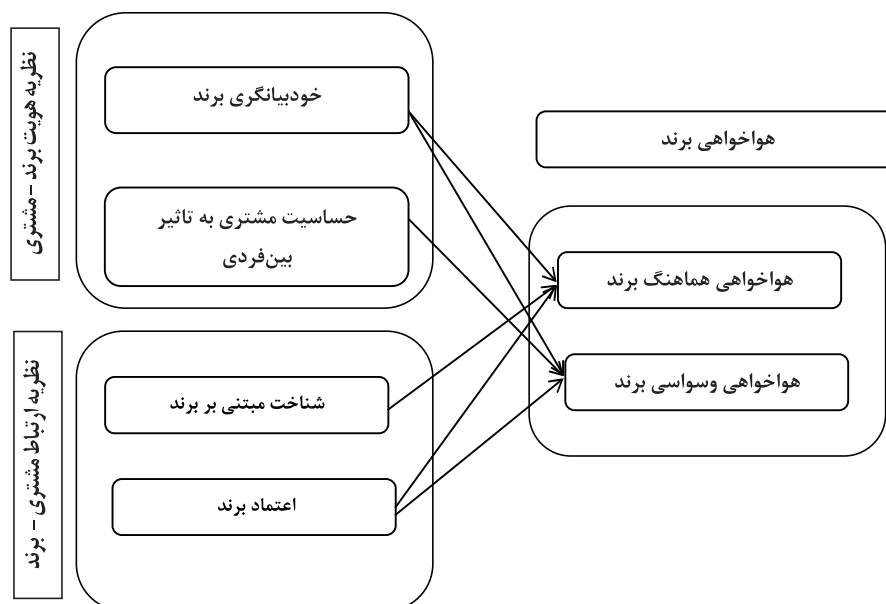 نظریه هویت برند –مشتری
خودبیانگری برند
حساسیت مشتری به تاثیر
بین‌فردی
هواخواهی برند
هواخواهی هماهنگ برند
هواخواهی وسواسی برند
نظریه ارتباط مشتری – برند
شناخت مبتنی بر برند
اعتماد برند